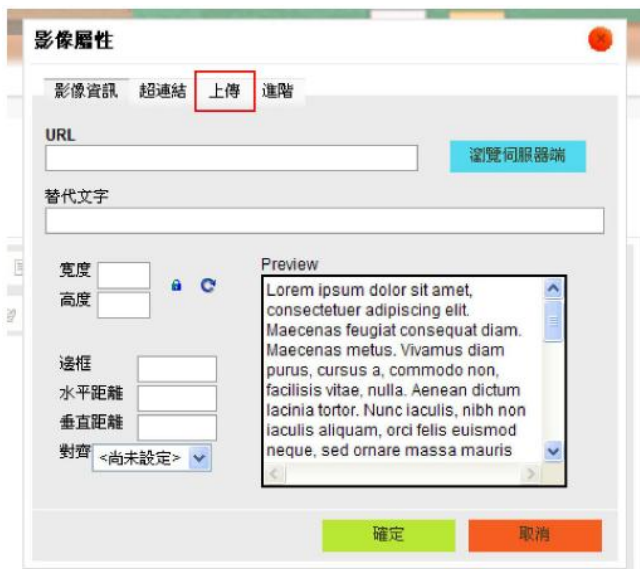 影像屬性
影像資訊 超連結 上傳 進階
URL
瀏覽伺服器端
替代文字
寬度
高度
Preview
Lorem ipsum dolor sit amet,
consectetuer adipiscing elit.
Maecenas feugiat consequat diam.
Maecenas metus. Vivamus diam
purus, cursus a, commodo non,
facilisis vitae, nulla. Aenean dictum
lacinia tortor. Nunc iaculis, nibh non
iaculis aliquam, orci felis euismod
neque, sed ornare massa mauris
邊框
水平距離
垂直距離
對齊 <尚未設定>
確定 取消